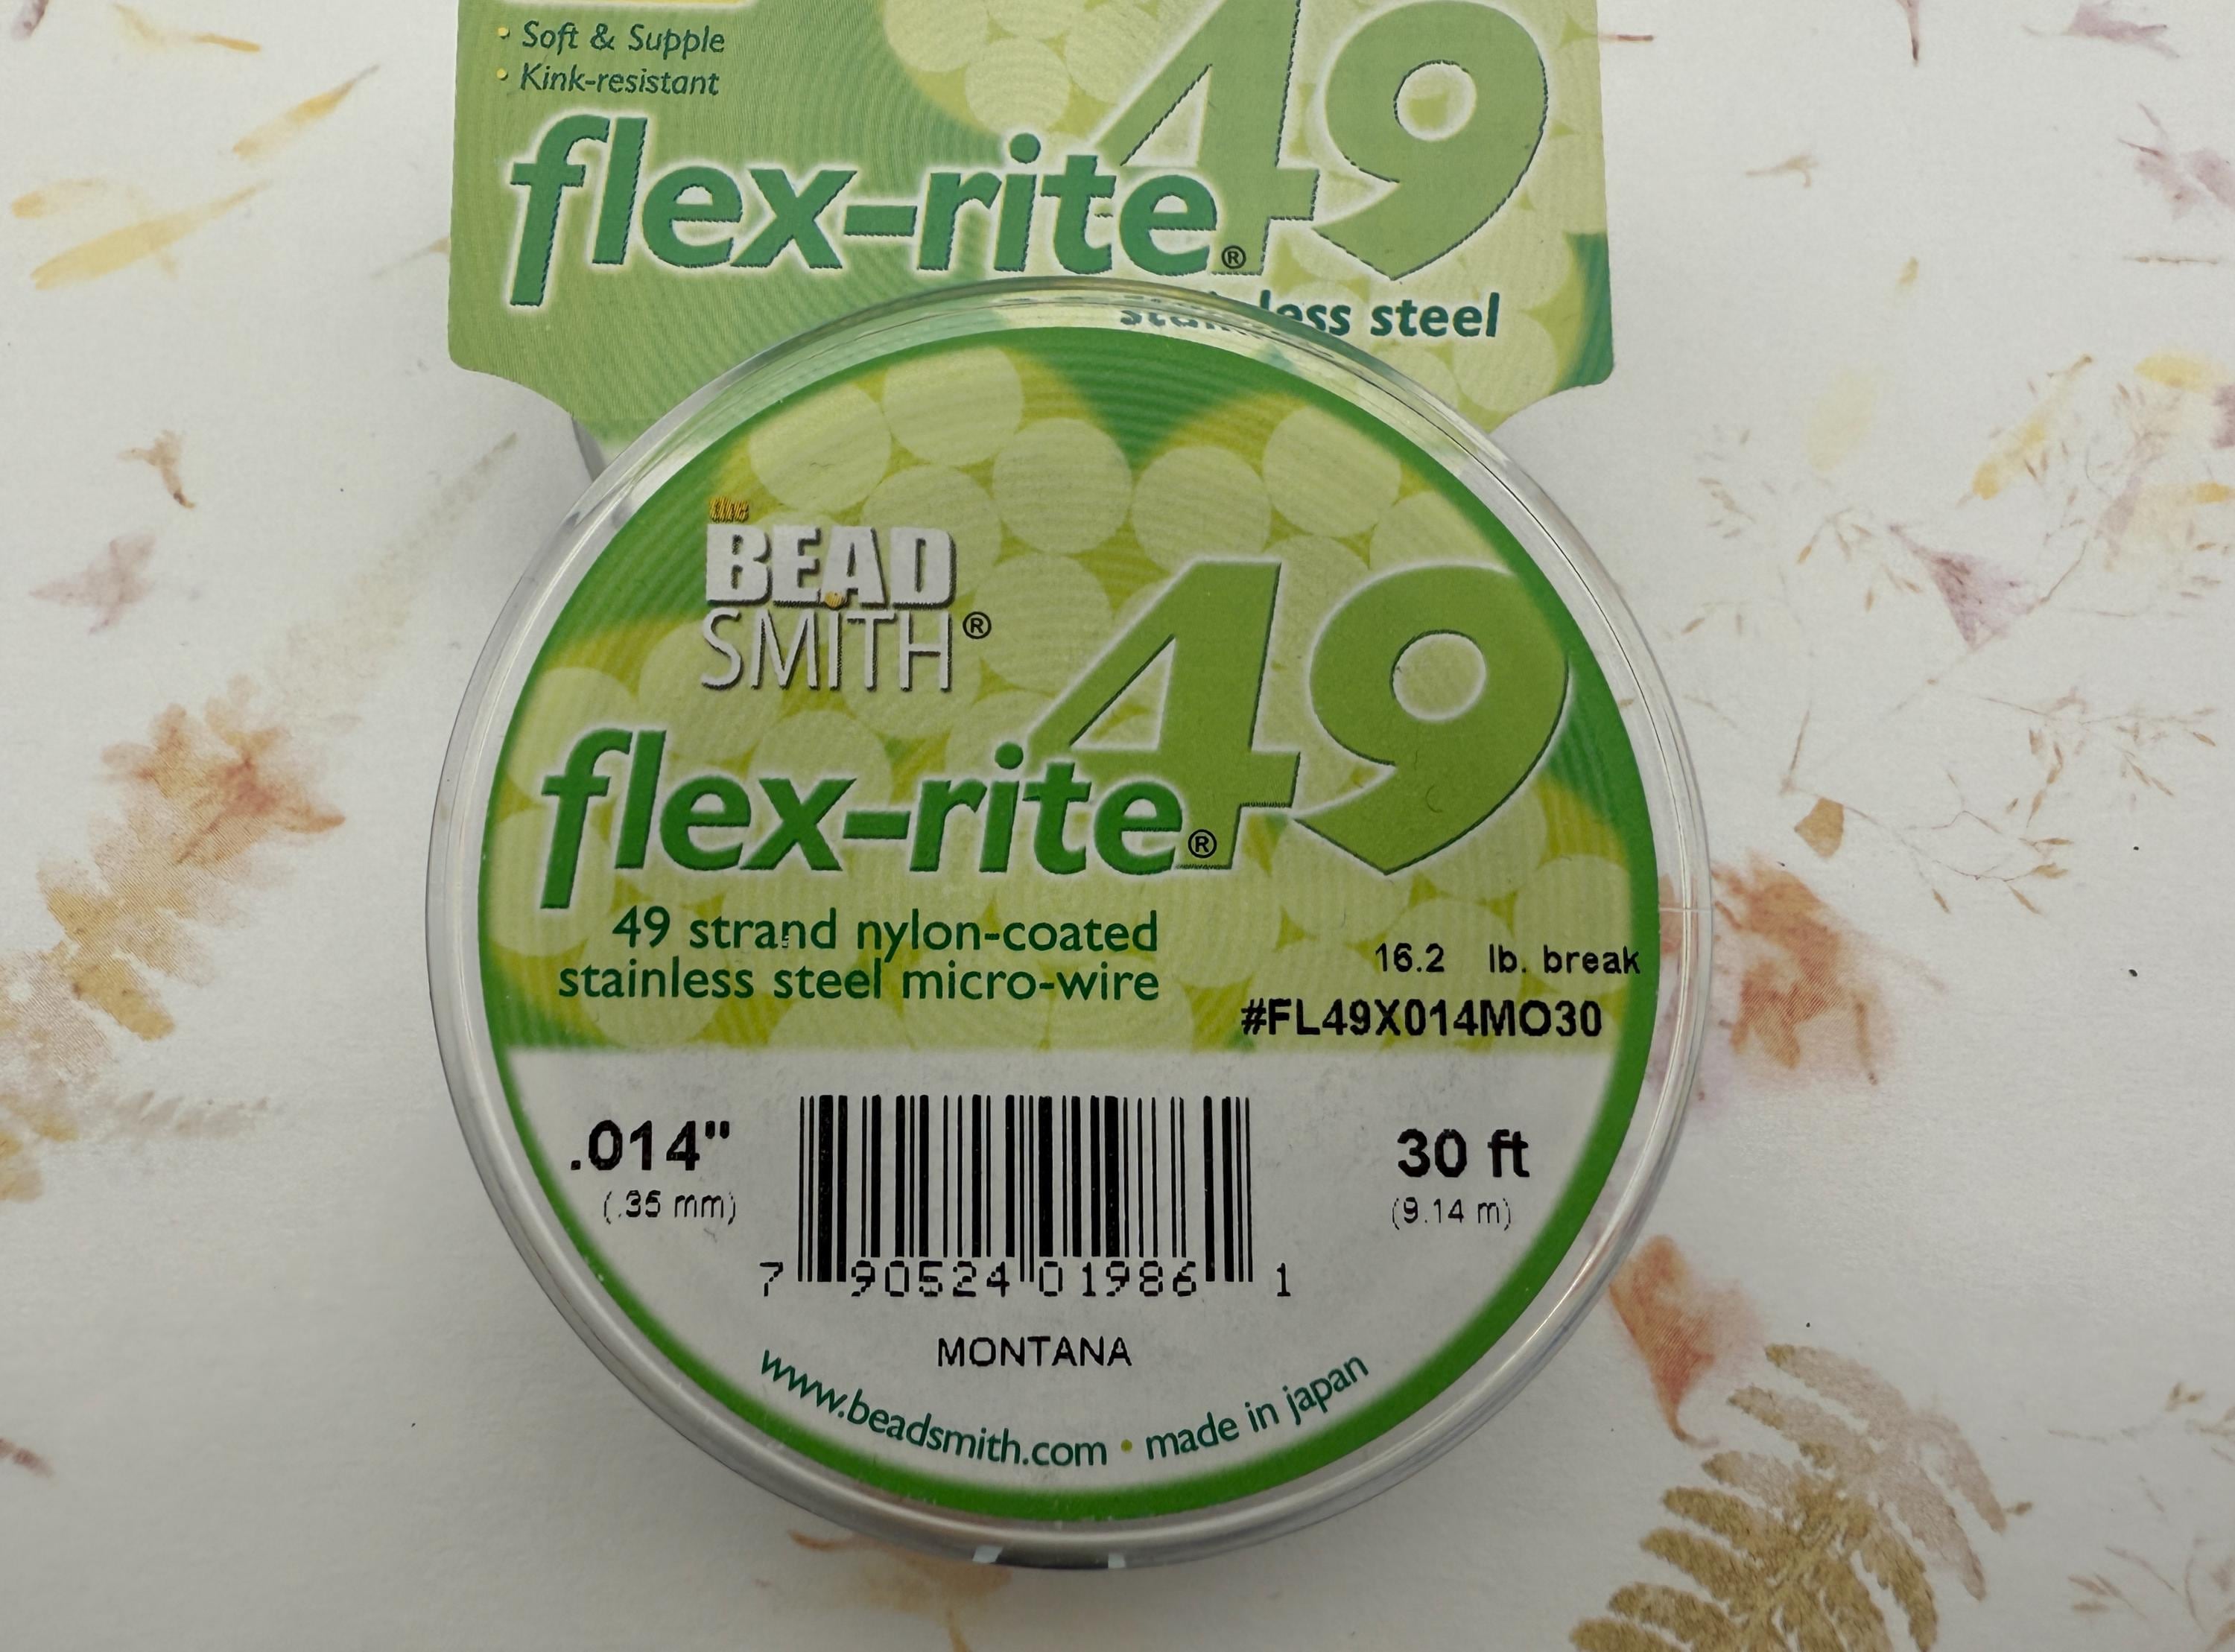 • Soft & Supple
• Kink-resistant
flex-rite® 49
stainless steel
the
BEAD
SMITH®
flex-rite® 49
49 strand nylon-coated
stainless steel micro-wire
16.2 lb. break
#FL49X014MO30
.014"
(.35 mm)
30 ft
(9.14 m)
7 90524 01986 1
MONTANA
www.beadsmith.com • made in japan